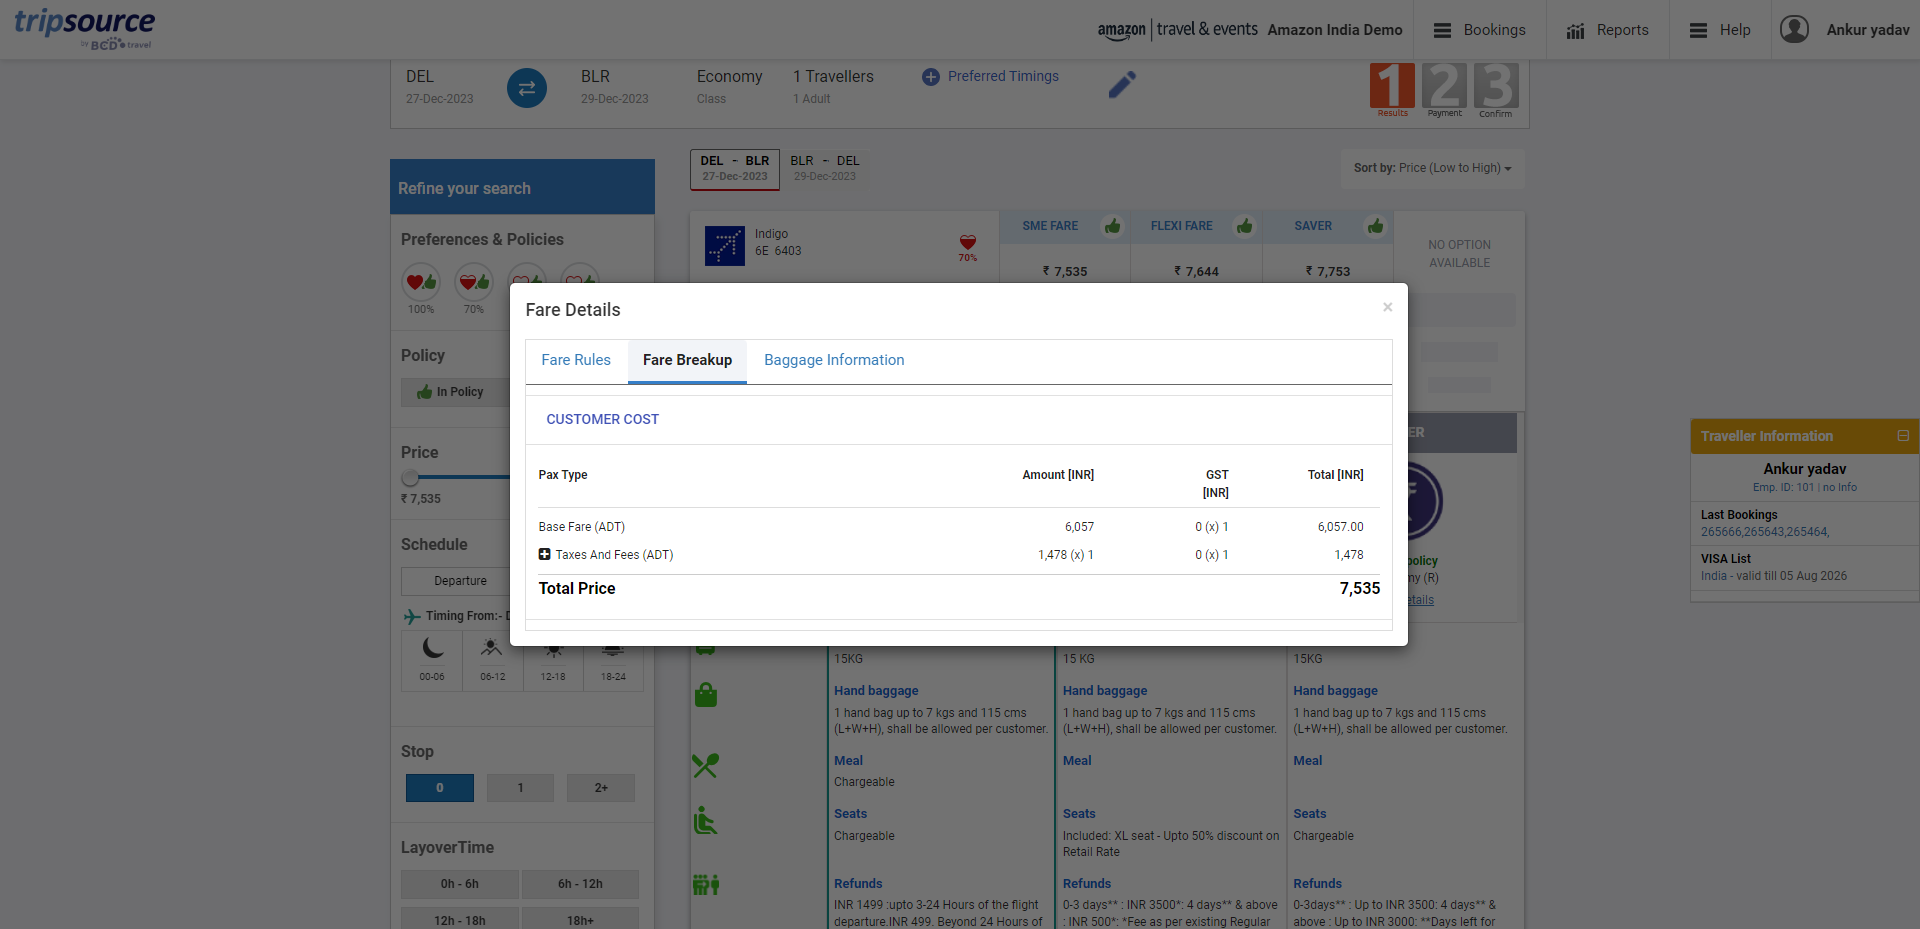 tripsource
by BCD travel
amazon | travel & events
Amazon India Demo
Bookings
Reports
Help
Ankur yadav
DEL
27-Dec-2023
BLR
29-Dec-2023
Economy
Class
1 Travellers
1 Adult
Preferred Timings
1
Results
2
Payment
3
Confirm
Refine your search
Preferences & Policies
100%
70%
Policy
In Policy
Price
₹ 7,535
Schedule
Departure
Timing From:-
00-06
06-12
12-18
18-24
Stop
0
1
2+
LayoverTime
0h - 6h
6h - 12h
12h - 18h
18h+
DEL - BLR
27-Dec-2023
BLR - DEL
29-Dec-2023
Sort by: Price (Low to High)
Indigo
6E 6403
70%
SME FARE
₹ 7,535
FLEXI FARE
₹ 7,644
SAVER
₹ 7,753
NO OPTION
AVAILABLE
Fare Details
×
Fare Rules
Fare Breakup
Baggage Information
CUSTOMER COST
Pax Type
Amount [INR]
GST
[INR]
Total [INR]
Base Fare (ADT)
6,057
0 (x) 1
6,057.00
Taxes And Fees (ADT)
1,478 (x) 1
0 (x) 1
1,478
Total Price
7,535
15KG
Hand baggage
1 hand bag up to 7 kgs and 115 cms
(L+W+H), shall be allowed per customer.
Meal
Chargeable
Seats
Chargeable
Refunds
INR 1499 :upto 3-24 Hours of the flight
departure.INR 499. Beyond 24 Hours of
15 KG
Hand baggage
1 hand bag up to 7 kgs and 115 cms
(L+W+H), shall be allowed per customer.
Meal
Seats
Included: XL seat - Upto 50% discount on
Retail Rate
Refunds
0-3 days** : INR 3500*: 4 days** & above
: INR 500*: *Fee as per existing Regular
15KG
Hand baggage
1 hand bag up to 7 kgs and 115 cms
(L+W+H), shall be allowed per customer.
Meal
Seats
Chargeable
Refunds
0-3days** : Up to INR 3500: 4 days** &
above : Up to INR 3000: **Days left for
ER
policy
my (R)
etails
Traveller Information
Ankur yadav
Emp. ID: 101 | no Info
Last Bookings
265666,265643,265464,
VISA List
India - valid till 05 Aug 2026